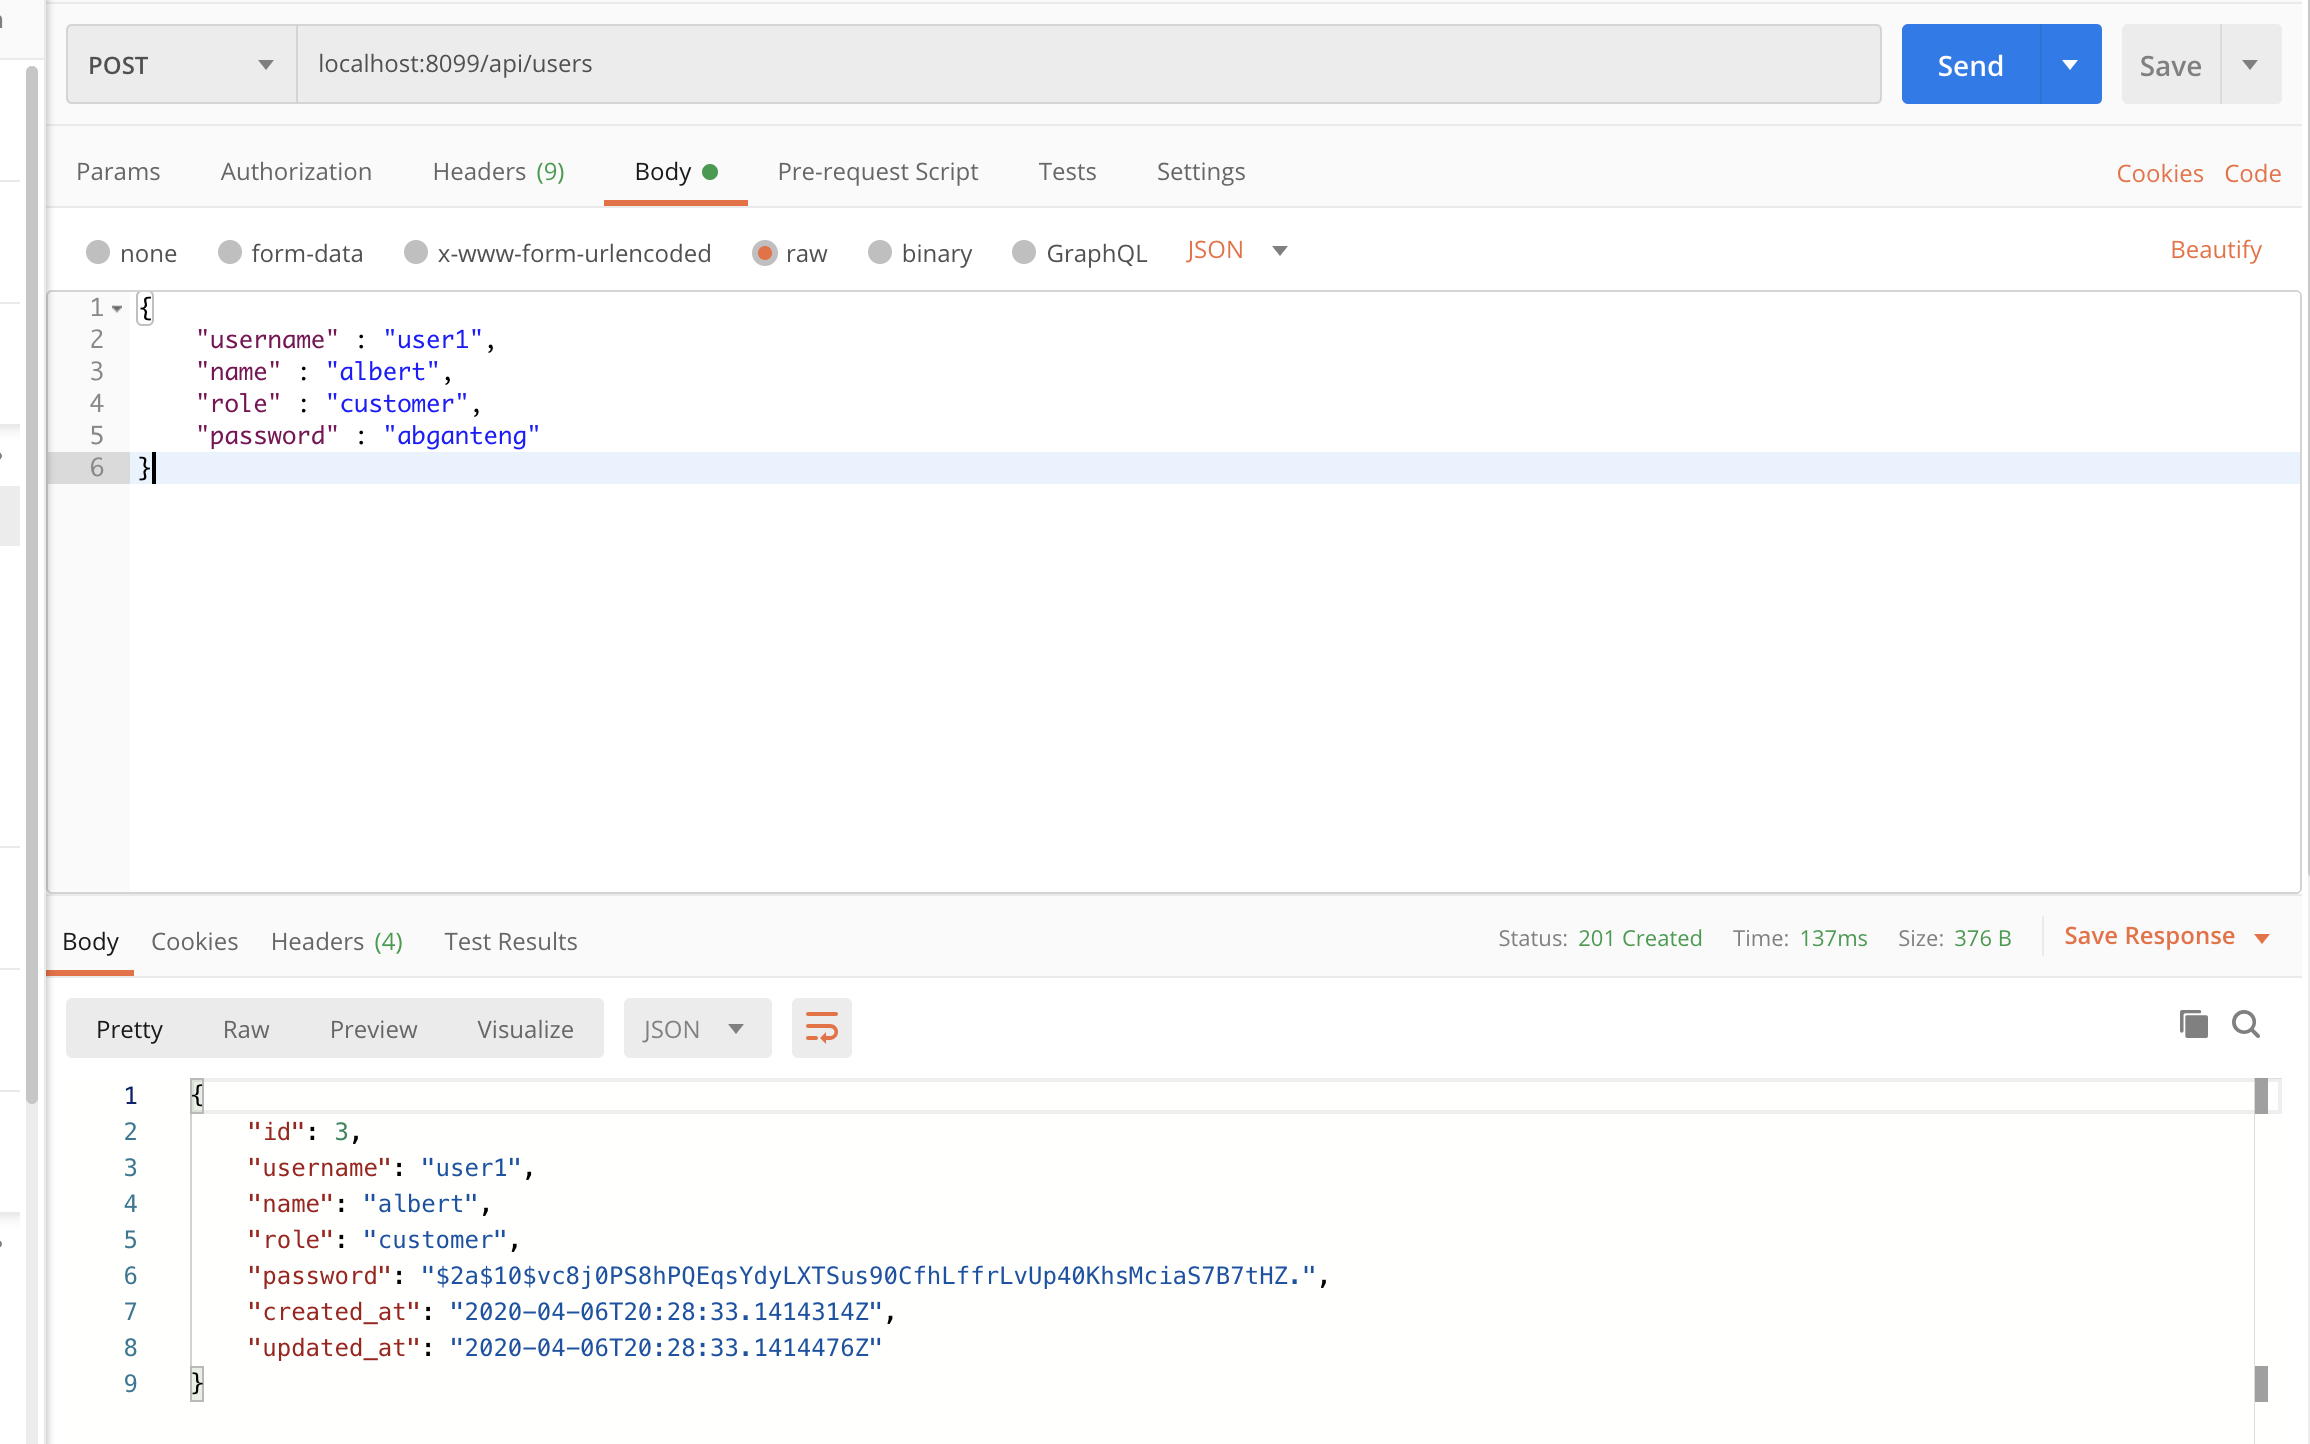 POST localhost:8099/api/users Send Save
Params Authorization Headers (9) Body Pre-request Script Tests Settings Cookies Code
none form-data x-www-form-urlencoded raw binary GraphQL JSON Beautify
1 {
2 "username" : "user1",
3 "name" : "albert",
4 "role" : "customer",
5 "password" : "abganteng"
6 }
Body Cookies Headers (4) Test Results Status: 201 Created Time: 137ms Size: 376 B Save Response
Pretty Raw Preview Visualize JSON
1 {
2 "id": 3,
3 "username": "user1",
4 "name": "albert",
5 "role": "customer",
6 "password": "$2a$10$vc8j0PS8hPQEqsYdyLXTSus90CfhLffrLvUp40KhsMciaS7B7tHZ.",
7 "created_at": "2020-04-06T20:28:33.1414314Z",
8 "updated_at": "2020-04-06T20:28:33.1414476Z"
9 }